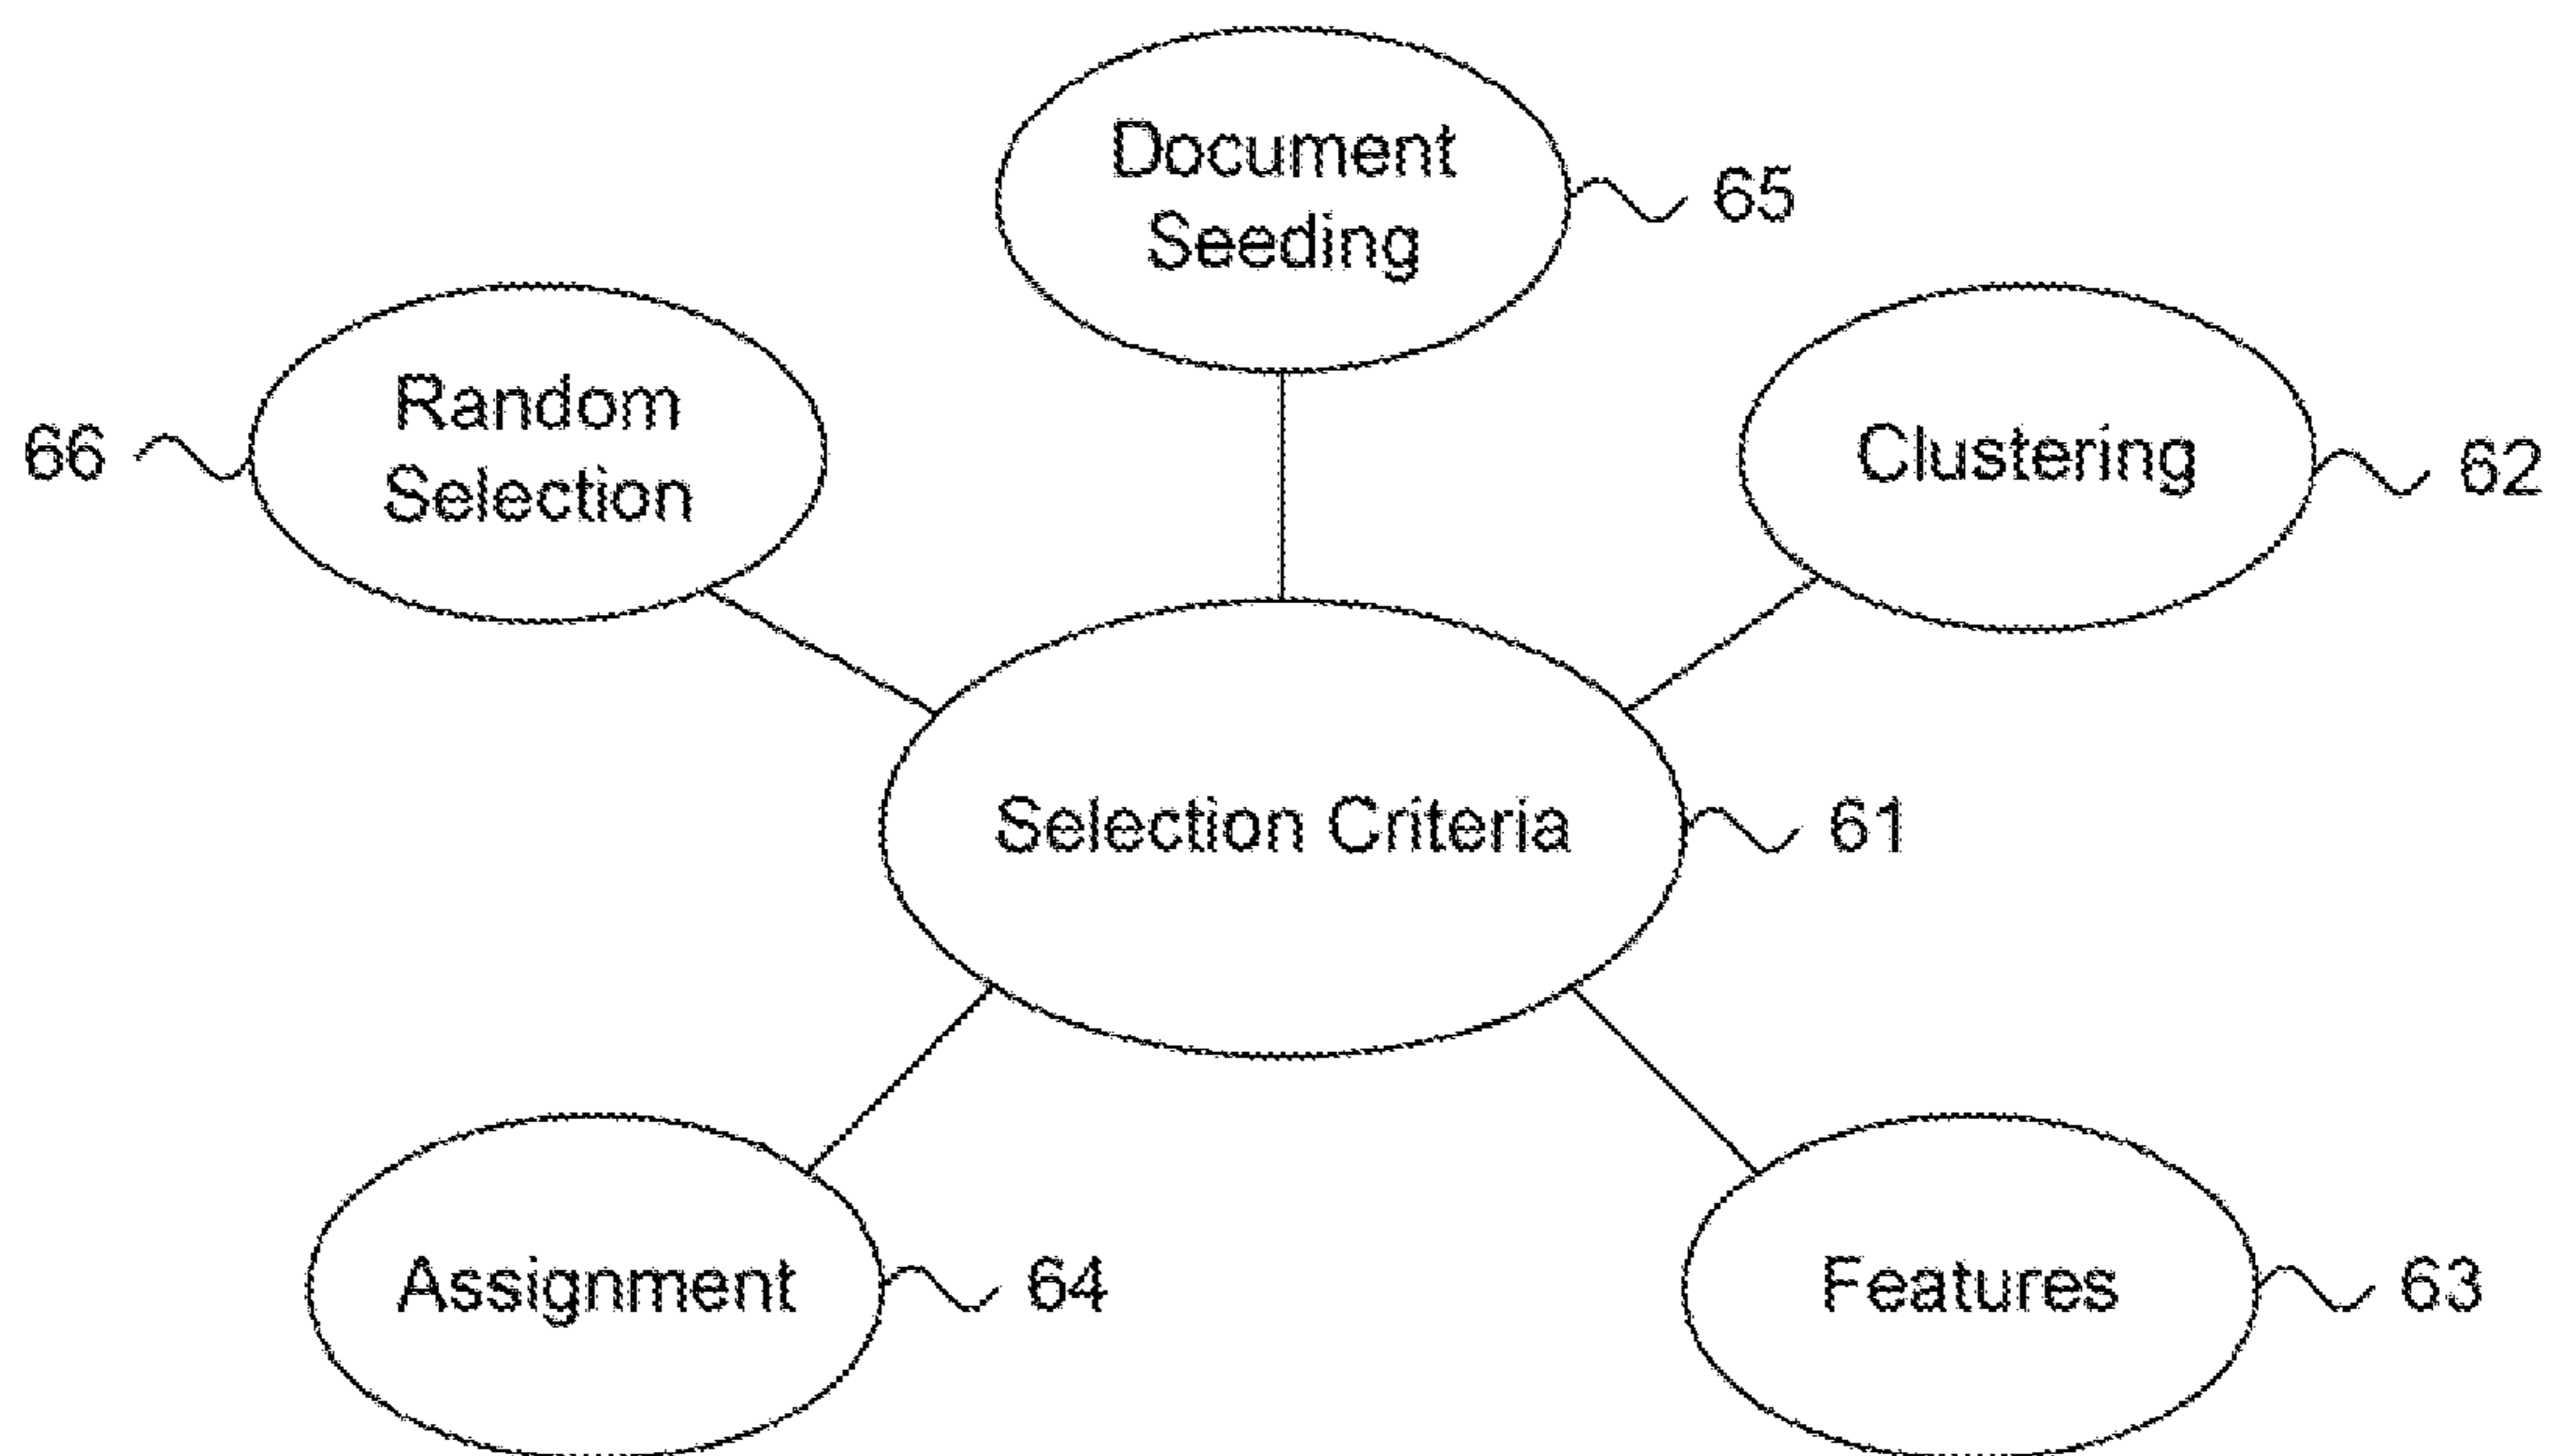 Document
Seeding
65
Random
Selection
66
Clustering
62
Selection Criteria
61
Assignment
64
Features
63